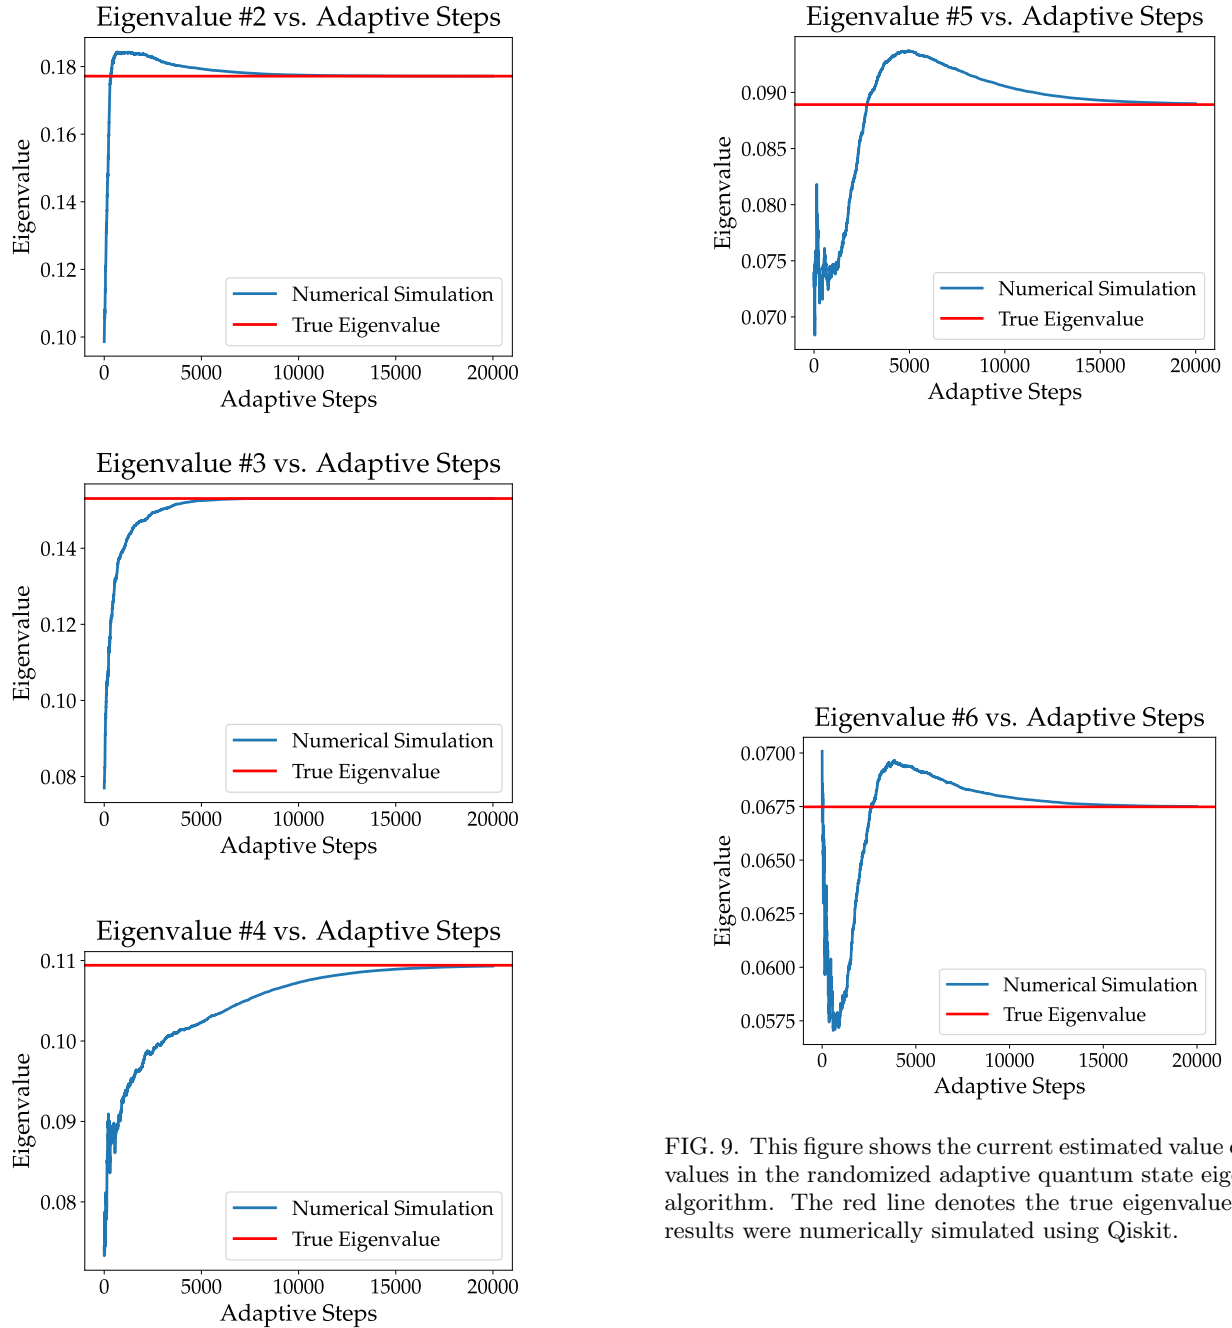 Eigenvalue #2 vs. Adaptive Steps
0.18
0.16
0.14
0.12
0.10
Eigenvalue
Numerical Simulation
True Eigenvalue
0 5000 10000 15000 20000
Adaptive Steps
Eigenvalue #3 vs. Adaptive Steps
0.14
0.12
0.10
0.08
Eigenvalue
Numerical Simulation
True Eigenvalue
0 5000 10000 15000 20000
Adaptive Steps
Eigenvalue #4 vs. Adaptive Steps
0.11
0.10
0.09
0.08
Eigenvalue
Numerical Simulation
True Eigenvalue
0 5000 10000 15000 20000
Adaptive Steps
Eigenvalue #5 vs. Adaptive Steps
0.090
0.085
0.080
0.075
0.070
Eigenvalue
Numerical Simulation
True Eigenvalue
0 5000 10000 15000 20000
Adaptive Steps
Eigenvalue #6 vs. Adaptive Steps
0.0700
0.0675
0.0650
0.0625
0.0600
0.0575
Eigenvalue
Numerical Simulation
True Eigenvalue
0 5000 10000 15000 20000
Adaptive Steps
FIG. 9. This figure shows the current estimated value
values in the randomized adaptive quantum state eig
algorithm. The red line denotes the true eigenvalue
results were numerically simulated using Qiskit.